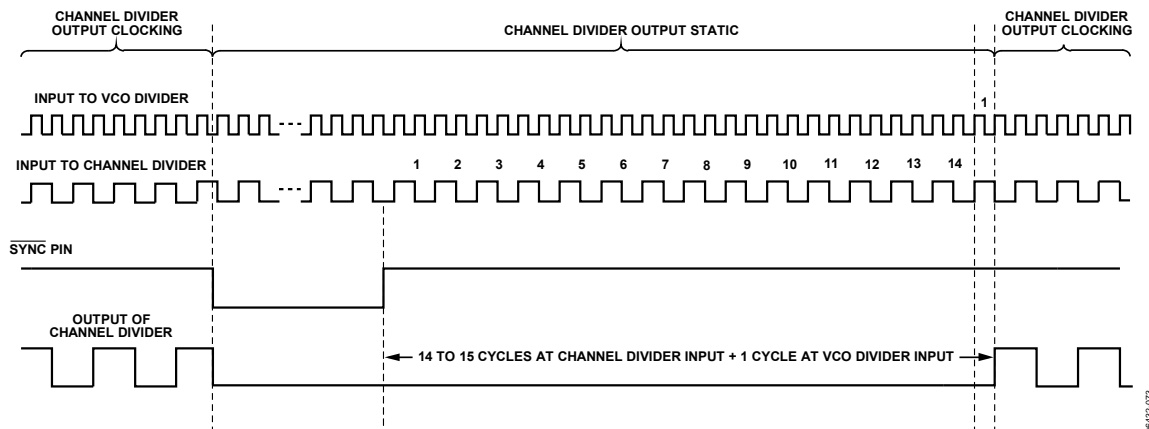 CHANNEL DIVIDER
OUTPUT CLOCKING
CHANNEL DIVIDER OUTPUT STATIC
CHANNEL DIVIDER
OUTPUT CLOCKING
INPUT TO VCO DIVIDER
1
INPUT TO CHANNEL DIVIDER
1 2 3 4 5 6 7 8 9 10 11 12 13 14
SYNC PIN
OUTPUT OF
CHANNEL DIVIDER
14 TO 15 CYCLES AT CHANNEL DIVIDER INPUT + 1 CYCLE AT VCO DIVIDER INPUT